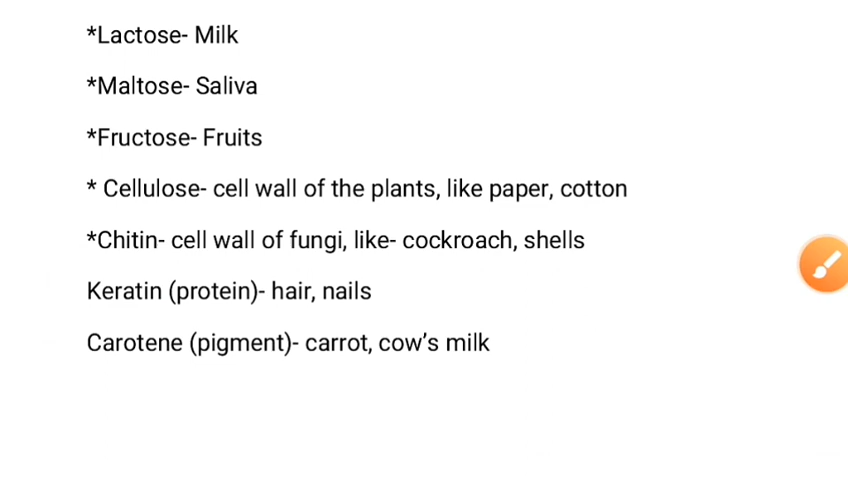 *Lactose- Milk
*Maltose- Saliva
*Fructose- Fruits
* Cellulose- cell wall of the plants, like paper, cotton
*Chitin- cell wall of fungi, like- cockroach, shells
Keratin (protein)- hair, nails
Carotene (pigment)- carrot, cow’s milk